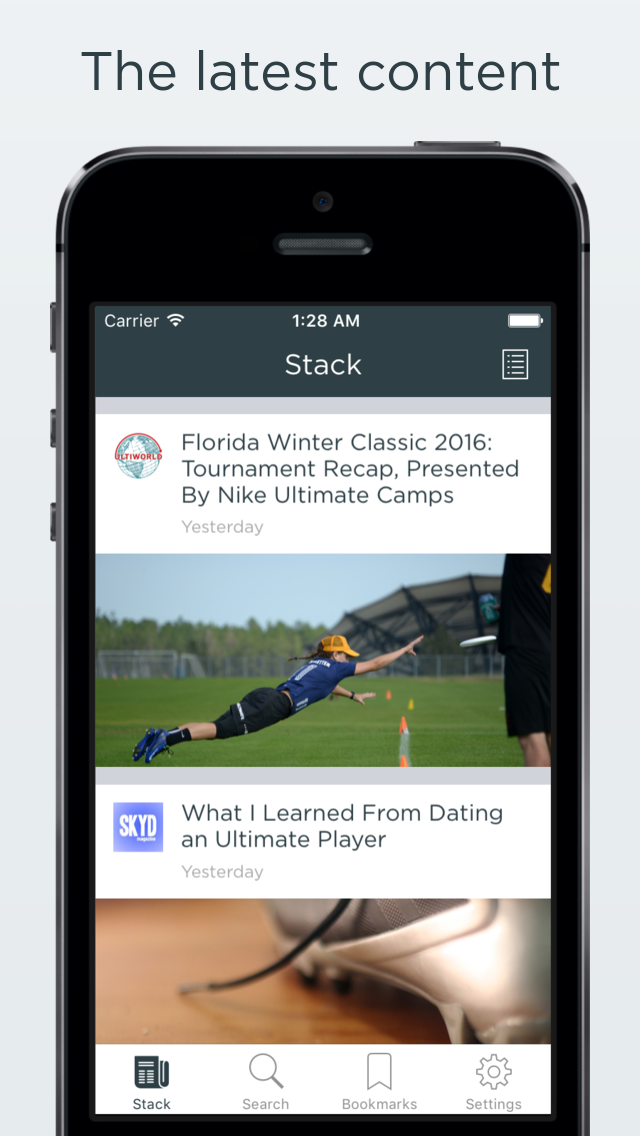 The latest content
Carrier 1:28 AM
Stack
ULTIWORLD
Florida Winter Classic 2016:
Tournament Recap, Presented
By Nike Ultimate Camps
Yesterday
SKYD
magazine
What I Learned From Dating
an Ultimate Player
Yesterday
Stack Search Bookmarks Settings